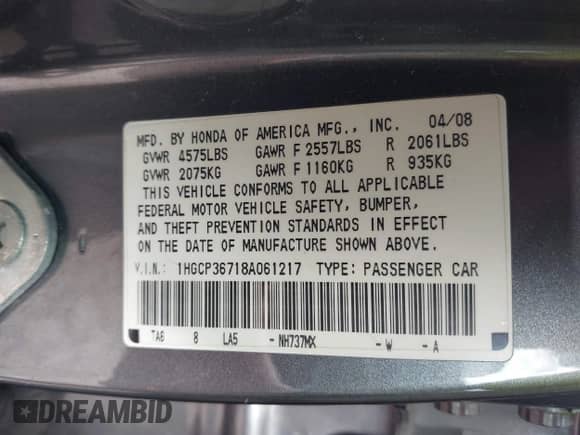 MFD. BY HONDA OF AMERICA MFG., INC. 04/08
GVWR 4575LBS GAWR F 2557LBS R 2061LBS
GVWR 2075KG GAWR F 1160KG R 935KG
THIS VEHICLE CONFORMS TO ALL APPLICABLE
FEDERAL MOTOR VEHICLE SAFETY, BUMPER,
AND THEFT PREVENTION STANDARDS IN EFFECT
ON THE DATE OF MANUFACTURE SHOWN ABOVE.
V.I.N.: 1HGCP36718A061217 TYPE: PASSENGER CAR
TA6 8 LA5 - NH737MX - W - A
DREAMBID